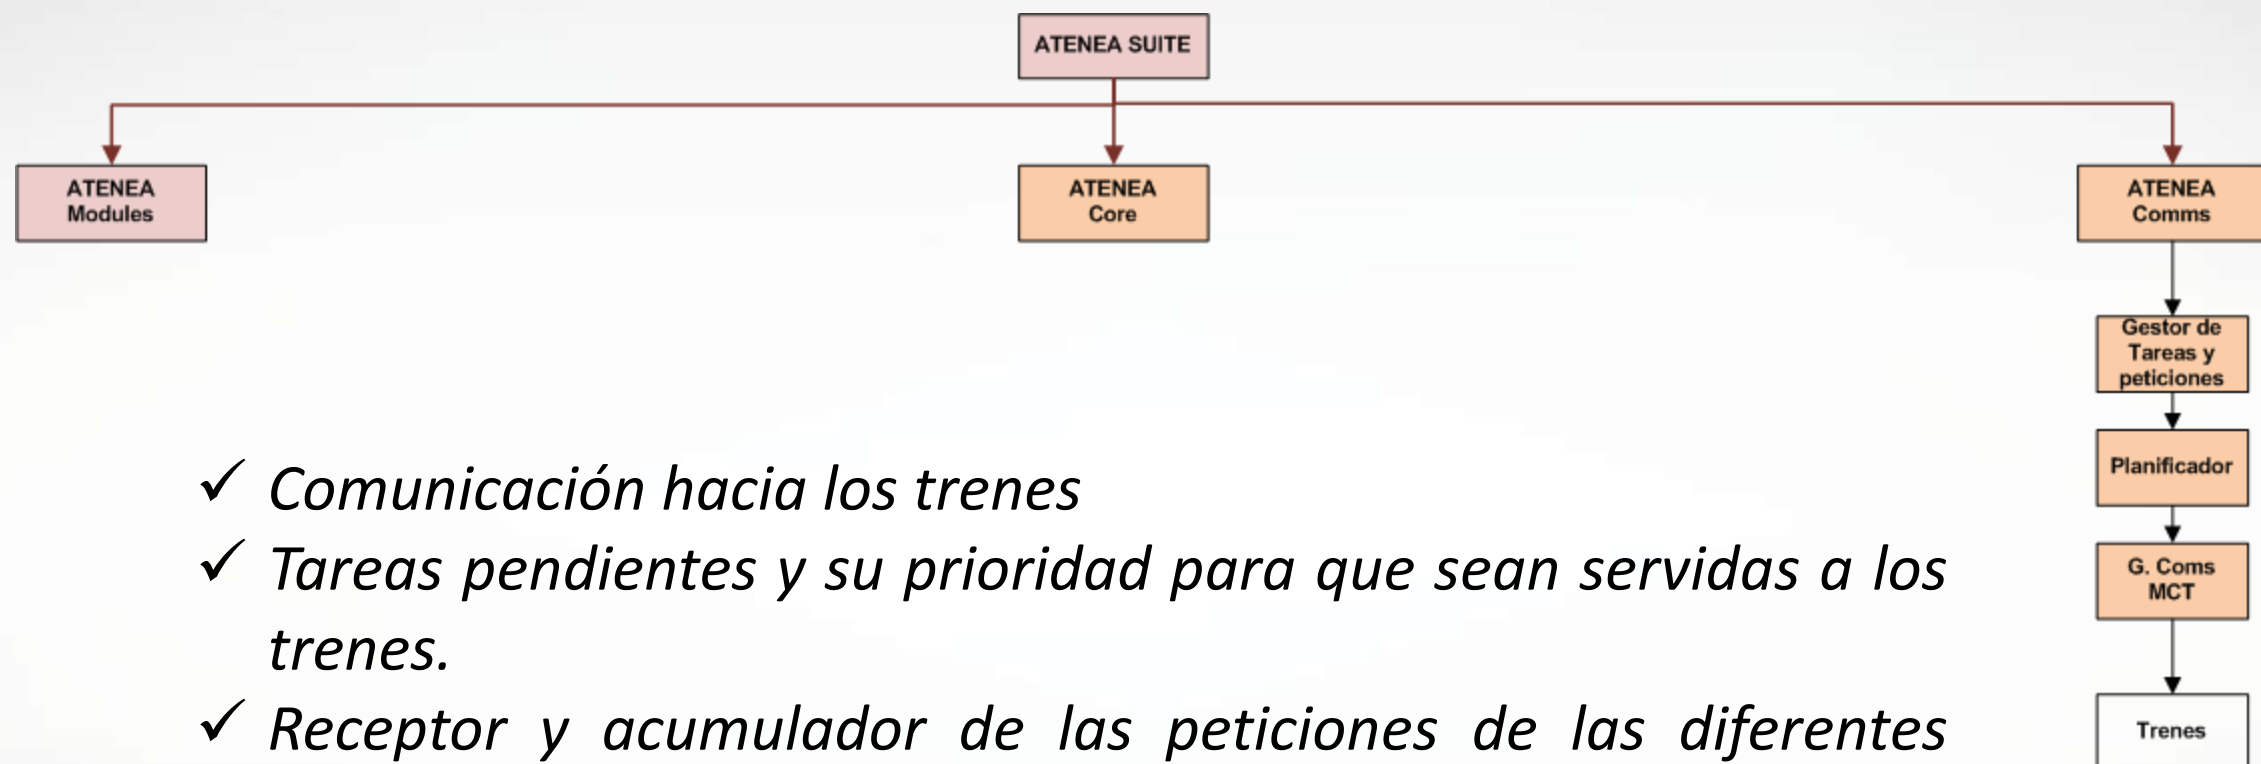 ATENEA SUITE
ATENEA
Modules
ATENEA
Core
ATENEA
Comms
Gestor de
Tareas y
peticiones
Planificador
G. Coms
MCT
Trenes
✓ Comunicación hacia los trenes
✓ Tareas pendientes y su prioridad para que sean servidas a los
trenes.
✓ Receptor y acumulador de las peticiones de las diferentes